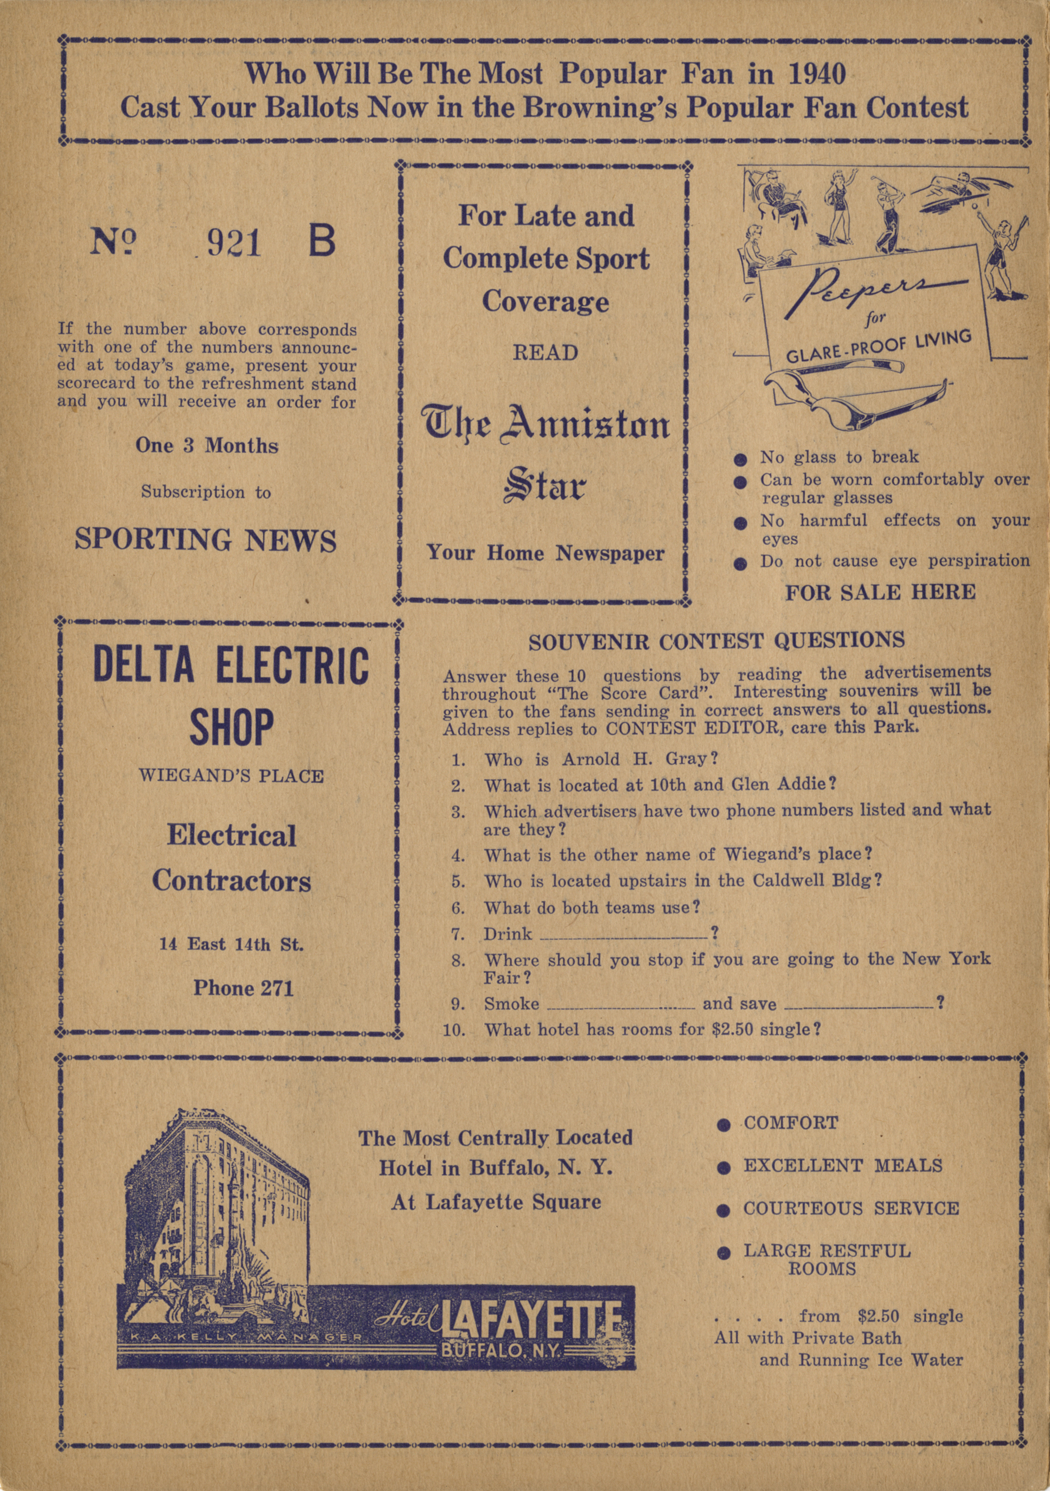 Who Will Be The Most Popular Fan in 1940
Cast Your Ballots Now in the Browning's Popular Fan Contest
No 921 B
If the number above corresponds
with one of the numbers announc-
ed at today's game, present your
scorecard to the refreshment stand
and you will receive an order for
One 3 Months
Subscription to
SPORTING NEWS
For Late and
Complete Sport
Coverage
READ
The Anniston
Star
Your Home Newspaper
Peepers
for
GLARE-PROOF LIVING
● No glass to break
● Can be worn comfortably over
regular glasses
● No harmful effects on your
eyes
● Do not cause eye perspiration
FOR SALE HERE
DELTA ELECTRIC
SHOP
WIEGAND'S PLACE
Electrical
Contractors
14 East 14th St.
Phone 271
SOUVENIR CONTEST QUESTIONS
Answer these 10 questions by reading the advertisements
throughout "The Score Card". Interesting souvenirs will be
given to the fans sending in correct answers to all questions.
Address replies to CONTEST EDITOR, care this Park.
1. Who is Arnold H. Gray?
2. What is located at 10th and Glen Addie?
3. Which advertisers have two phone numbers listed and what
are they?
4. What is the other name of Wiegand's place?
5. Who is located upstairs in the Caldwell Bldg?
6. What do both teams use?
7. Drink ____________?
8. Where should you stop if you are going to the New York
Fair?
9. Smoke ____________ and save ____________?
10. What hotel has rooms for $2.50 single?
The Most Centrally Located
Hotel in Buffalo, N. Y.
At Lafayette Square
K. A. KELLY, MANAGER
Hotel LAFAYETTE
BUFFALO, N.Y.
● COMFORT
● EXCELLENT MEALS
● COURTEOUS SERVICE
● LARGE RESTFUL
ROOMS
. . . . from $2.50 single
All with Private Bath
and Running Ice Water